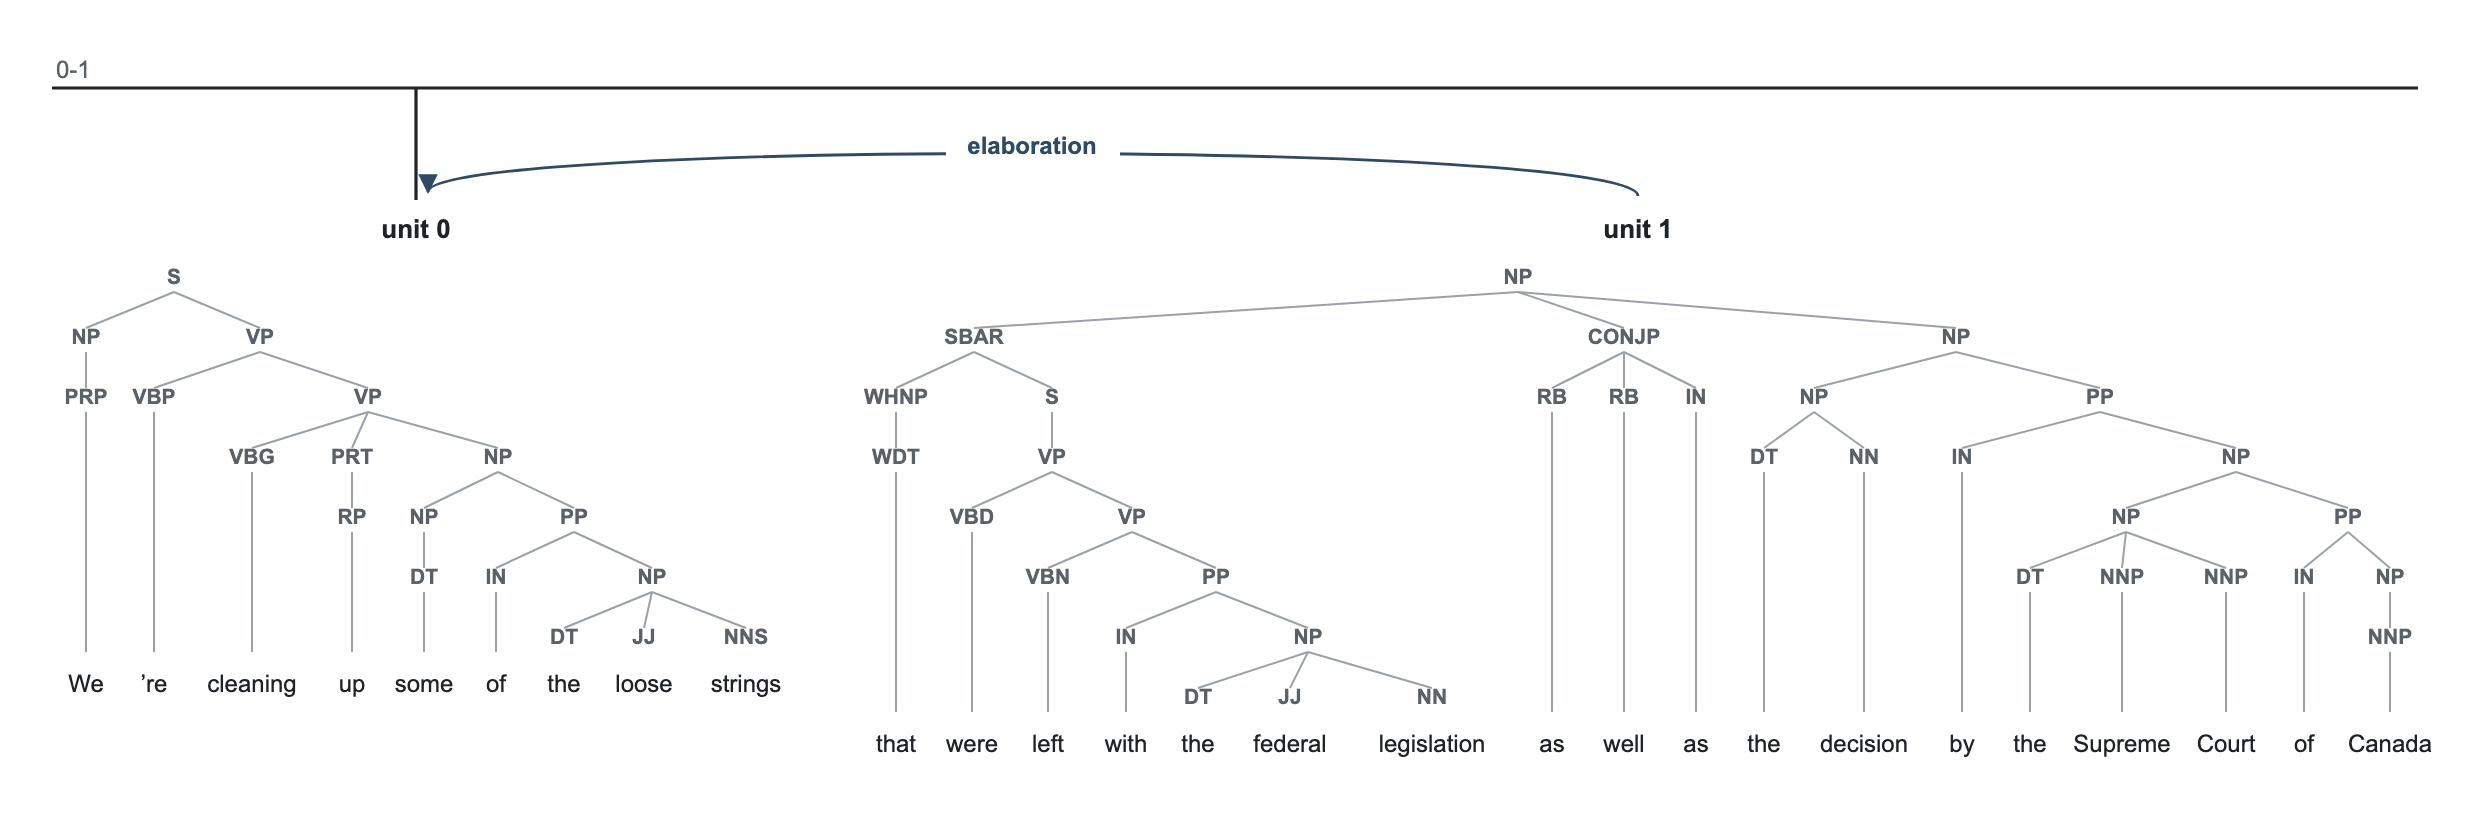 0-1
elaboration
unit 0 unit 1
S NP
NP VP SBAR CONJP NP
PRP VBP VP WHNP S RB RB IN NP PP
VBG PRT NP WDT VP DT NN IN NP
RP NP PP VBD VP NP PP
DT IN NP VBN PP DT NNP NNP IN NP
DT JJ NNS IN NP NNP
We ’re cleaning up some of the loose strings
DT JJ NN
that were left with the federal legislation as well as the decision by the Supreme Court of Canada